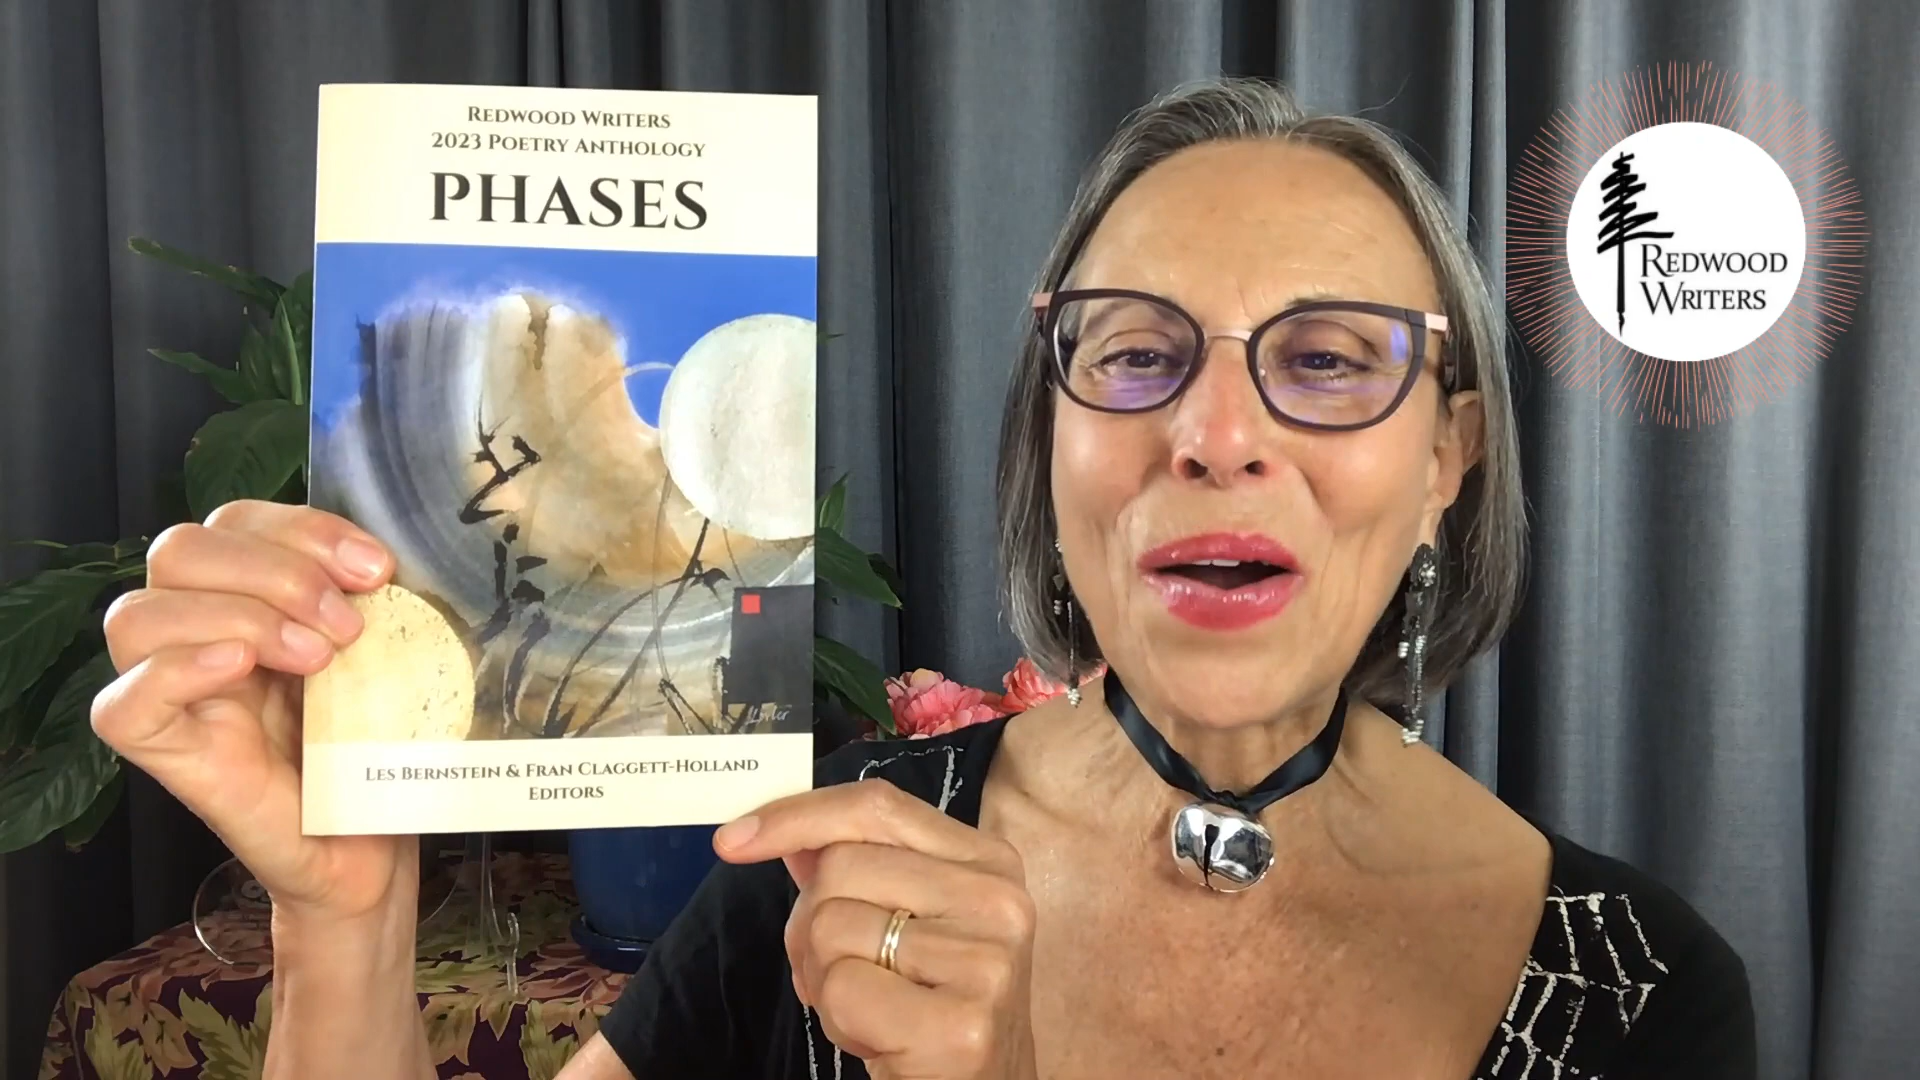 REDWOOD WRITERS
2023 POETRY ANTHOLOGY
PHASES
LES BERNSTEIN & FRAN CLAGGETT-HOLLAND
EDITORS
REDWOOD
WRITERS